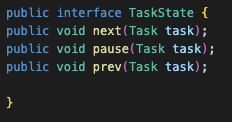 public interface TaskState {
public void next(Task task);
public void pause(Task task);
public void prev(Task task);
}